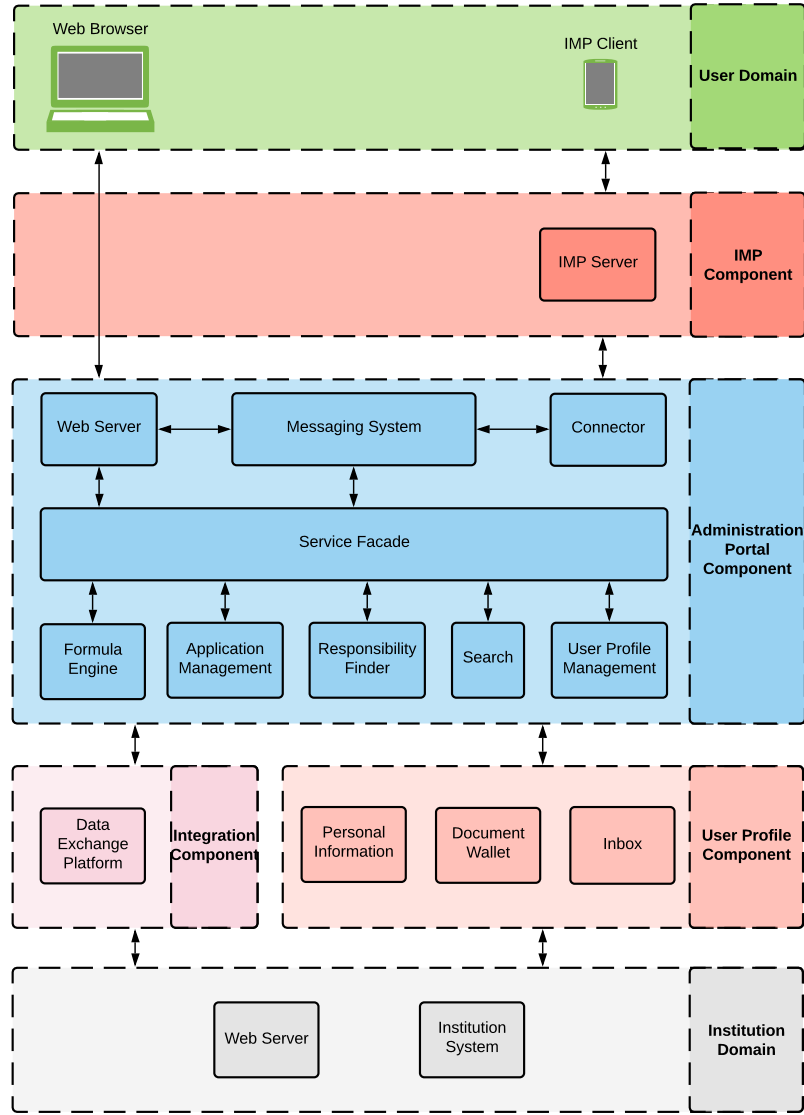 Web Browser
IMP Client
User Domain
IMP Server
IMP
Component
Web Server
Messaging System
Connector
Service Facade
Administration
Portal
Component
Formula
Engine
Application
Management
Responsibility
Finder
Search
User Profile
Management
Data
Exchange
Platform
Integration
Component
Personal
Information
Document
Wallet
Inbox
User Profile
Component
Web Server
Institution
System
Institution
Domain